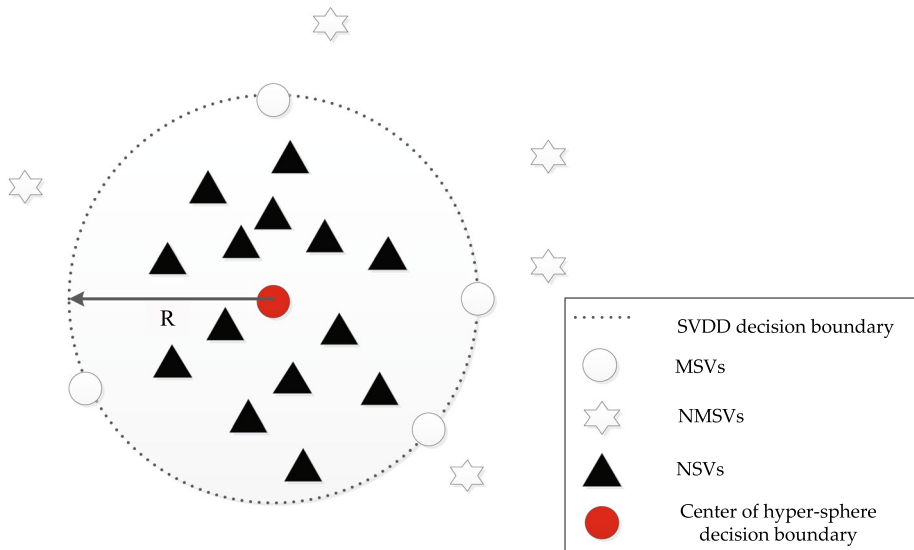 R
SVDD decision boundary
MSVs
NMSVs
NSVs
Center of hyper-sphere
decision boundary